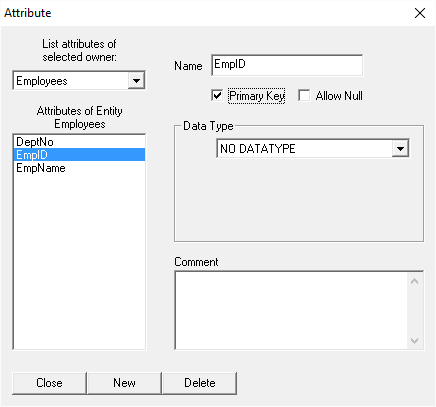 Attribute
List attributes of
selected owner:
Employees
Attributes of Entity
Employees
DeptNo
EmpID
EmpName
Name
EmpID
Primary Key
Allow Null
Data Type
NO DATATYPE
Comment
Close
New
Delete